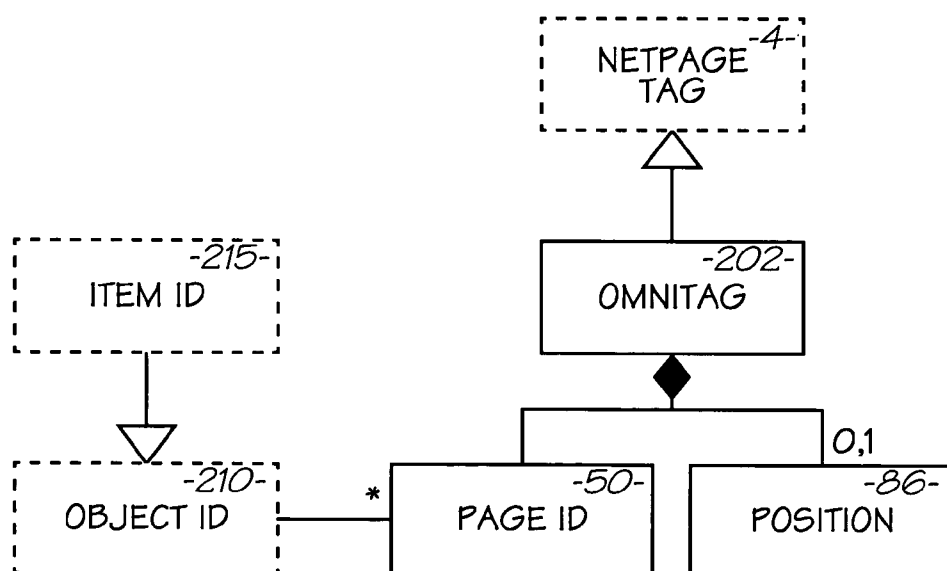 -4-
NETPAGE
TAG
-215-
ITEM ID
-202-
OMNITAG
0,1
-210-
OBJECT ID
*
-50-
PAGE ID
-86-
POSITION